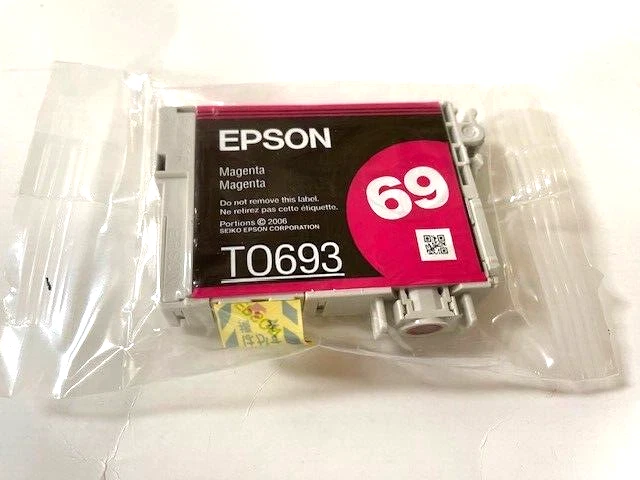 EPSON
Magenta
Magenta
Do not remove this label.
Ne retirez pas cette étiquette.
Portions © 2006
SEIKO EPSON CORPORATION
T0693
69